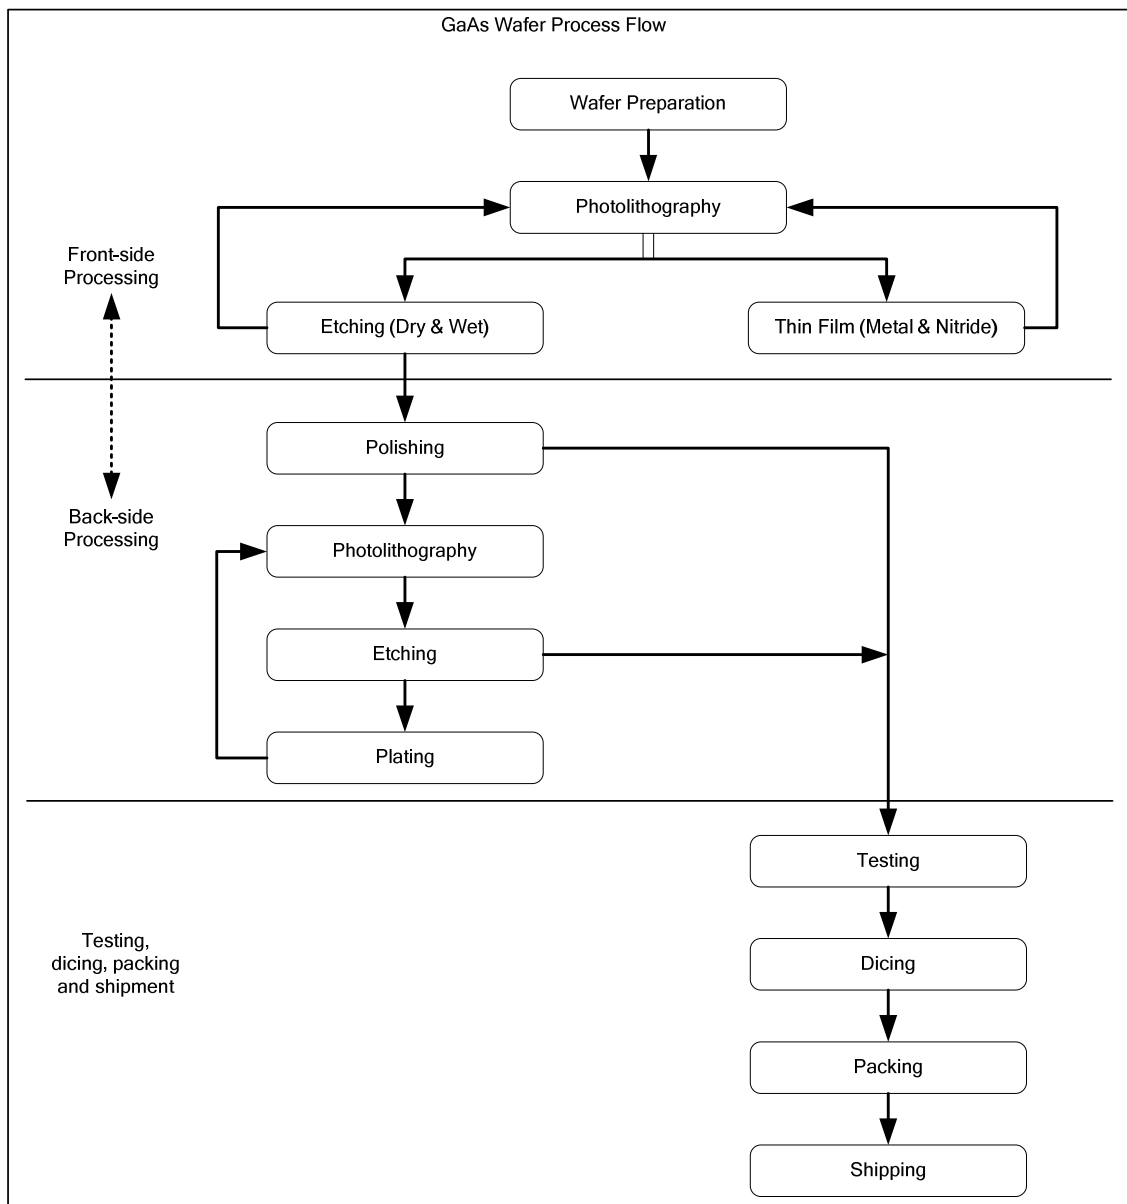 GaAs Wafer Process Flow
Wafer Preparation
Photolithography
Front-side
Processing
Etching (Dry & Wet)
Thin Film (Metal & Nitride)
Polishing
Back-side
Processing
Photolithography
Etching
Plating
Testing
Testing,
dicing, packing
and shipment
Dicing
Packing
Shipping